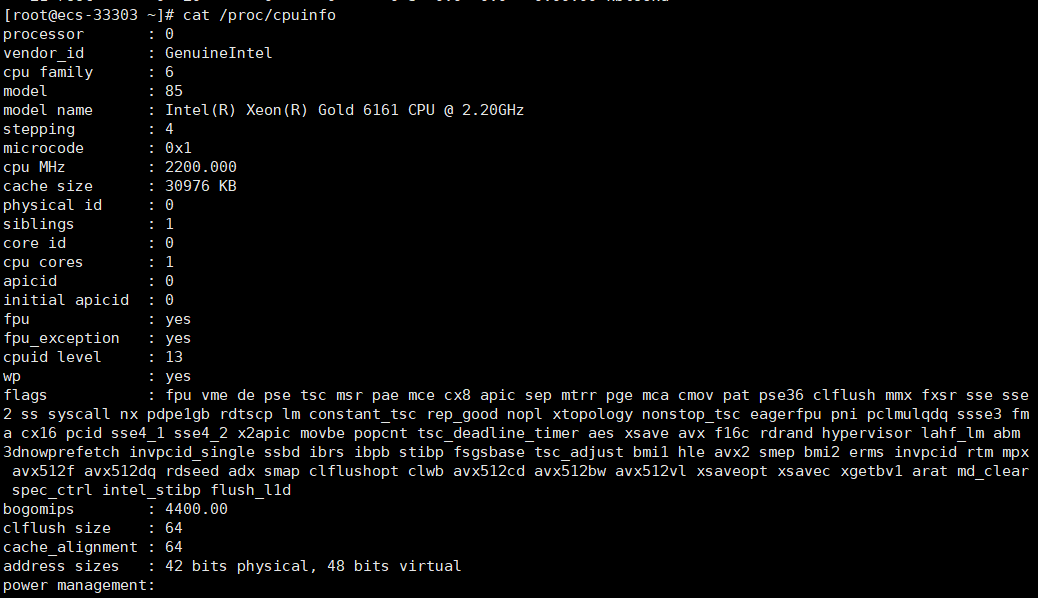 [root@ecs-33303 ~]# cat /proc/cpuinfo
processor : 0
vendor_id : GenuineIntel
cpu family : 6
model : 85
model name : Intel(R) Xeon(R) Gold 6161 CPU @ 2.20GHz
stepping : 4
microcode : 0x1
cpu MHz : 2200.000
cache size : 30976 KB
physical id : 0
siblings : 1
core id : 0
cpu cores : 1
apicid : 0
initial apicid : 0
fpu : yes
fpu_exception : yes
cpuid level : 13
wp : yes
flags : fpu vme de pse tsc msr pae mce cx8 apic sep mtrr pge mca cmov pat pse36 clflush mmx fxsr sse sse
2 ss syscall nx pdpe1gb rdtscp lm constant_tsc rep_good nopl xtopology nonstop_tsc eagerfpu pni pclmulqdq ssse3 fm
a cx16 pcid sse4_1 sse4_2 x2apic movbe popcnt tsc_deadline_timer aes xsave avx f16c rdrand hypervisor lahf_lm abm
3dnowprefetch invpcid_single ssbd ibrs ibpb stibp fsgsbase tsc_adjust bmi1 hle avx2 smep bmi2 erms invpcid rtm mpx
avx512f avx512dq rdseed adx smap clflushopt clwb avx512cd avx512bw avx512vl xsaveopt xsavec xgetbv1 arat md_clear
spec_ctrl intel_stibp flush_l1d
bogomips : 4400.00
clflush size : 64
cache_alignment : 64
address sizes : 42 bits physical, 48 bits virtual
power management: